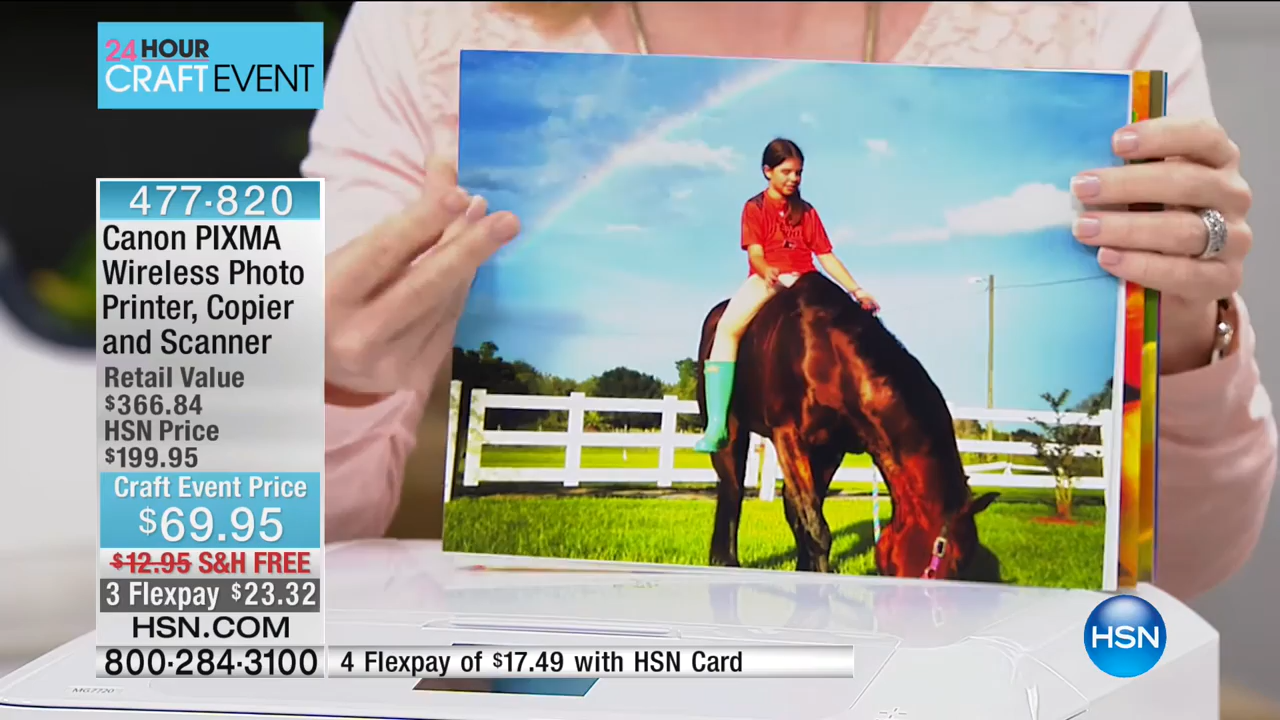 24 HOUR
CRAFT EVENT
477·820
Canon PIXMA
Wireless Photo
Printer, Copier
and Scanner
Retail Value
$366.84
HSN Price
$199.95
Craft Event Price
$69.95
$12.95 S&H FREE
3 Flexpay $23.32
HSN.COM
800·284·3100
4 Flexpay of $17.49 with HSN Card
HSN
MG7720